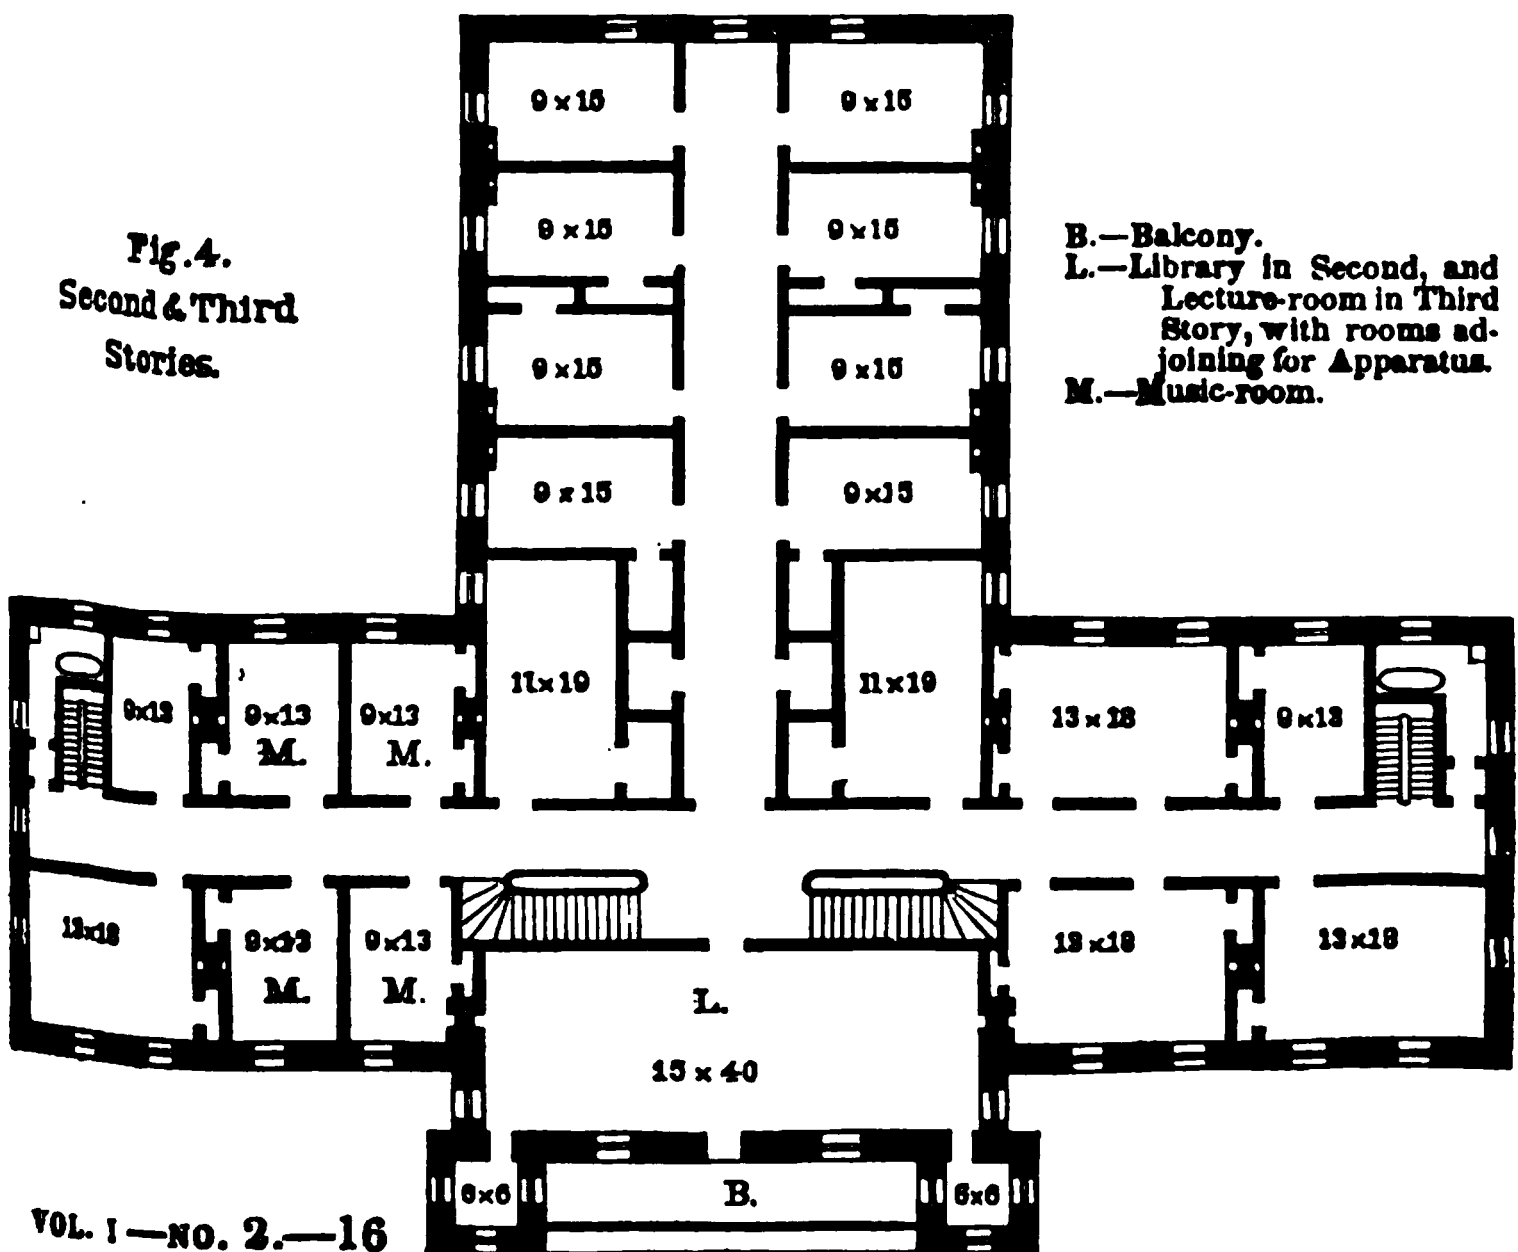 9 x 15
9 x 15
9 x 15
9 x 15
Fig. 4.
Second & Third
Stories.
B.—Balcony.
L.—Library in Second, and
Lecture-room in Third
Story, with rooms ad-
joining for Apparatus.
M.—Music-room.
9 x 15
9 x 15
9 x 15
9 x 15
11 x 19
11 x 19
9 x 13
9 x 13
M.
9 x 13
M.
13 x 18
9 x 13
13 x 18
9 x 13
M.
9 x 13
M.
13 x 18
13 x 18
L.
15 x 40
6 x 6
B.
6 x 6
VOL. I—NO. 2.—16